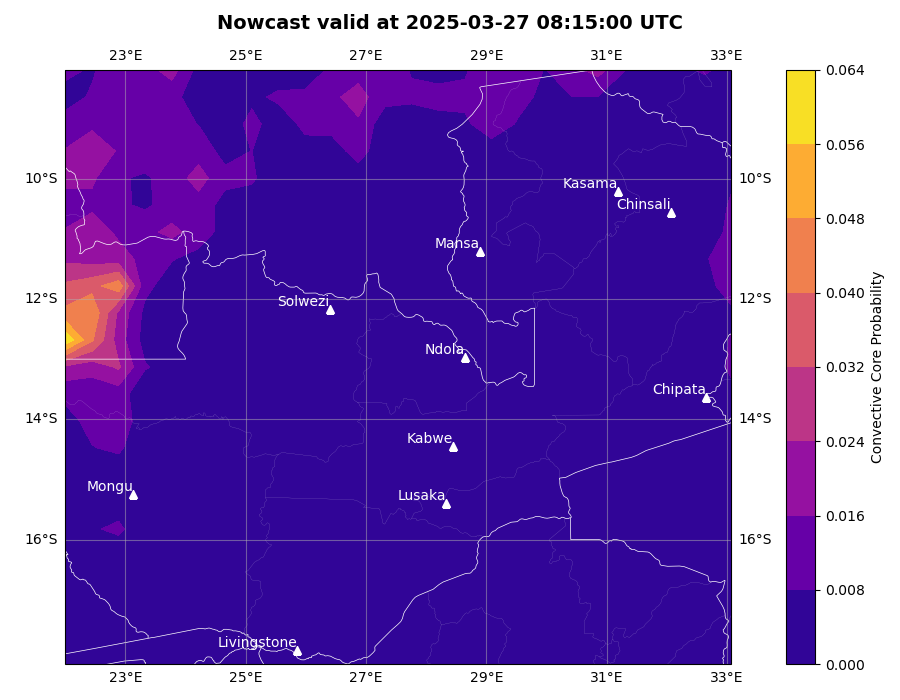 Nowcast valid at 2025-03-27 08:15:00 UTC
23°E 25°E 27°E 29°E 31°E 33°E
0.064
0.056
0.048
0.040
0.032
0.024
0.016
0.008
0.000
Convective Core Probability
10°S 10°S
12°S 12°S
14°S 14°S
16°S 16°S
Kasama
Chinsali
Mansa
Solwezi
Ndola
Chipata
Kabwe
Mongu
Lusaka
Livingstone
23°E 25°E 27°E 29°E 31°E 33°E